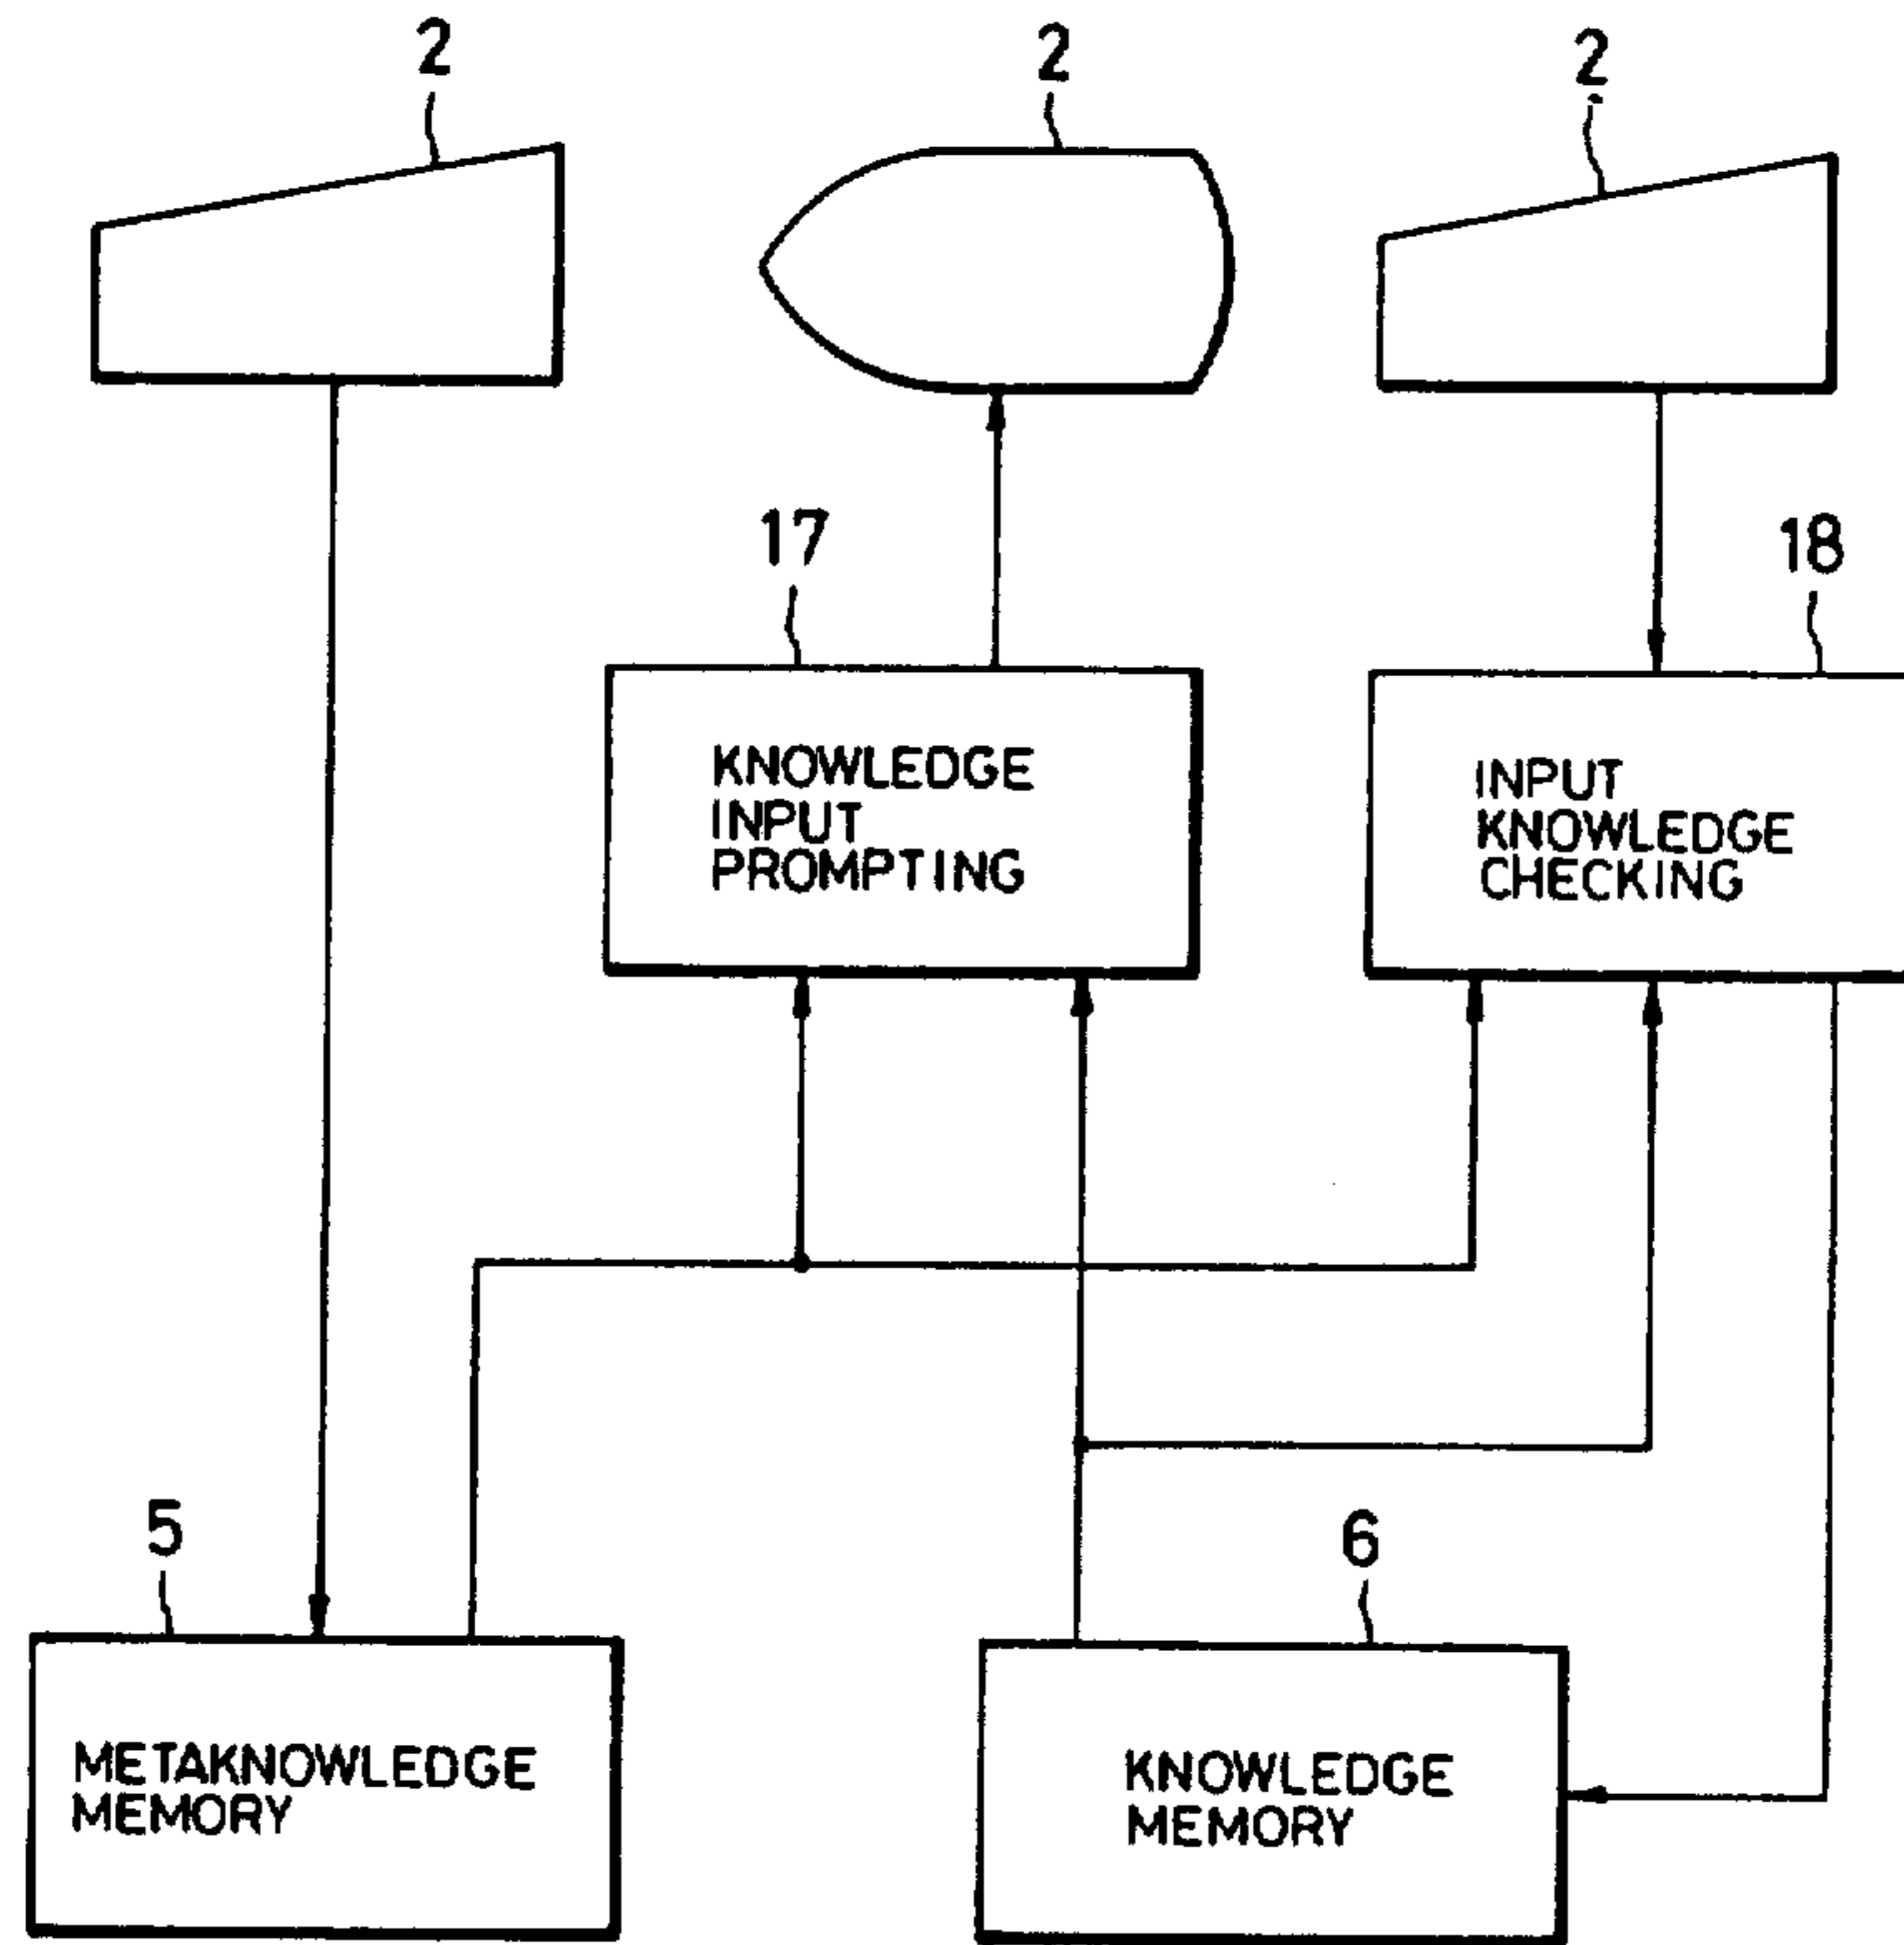 2
2
2
17
18
KNOWLEDGE
INPUT
PROMPTING
INPUT
KNOWLEDGE
CHECKING
5
6
METAKNOWLEDGE
MEMORY
KNOWLEDGE
MEMORY